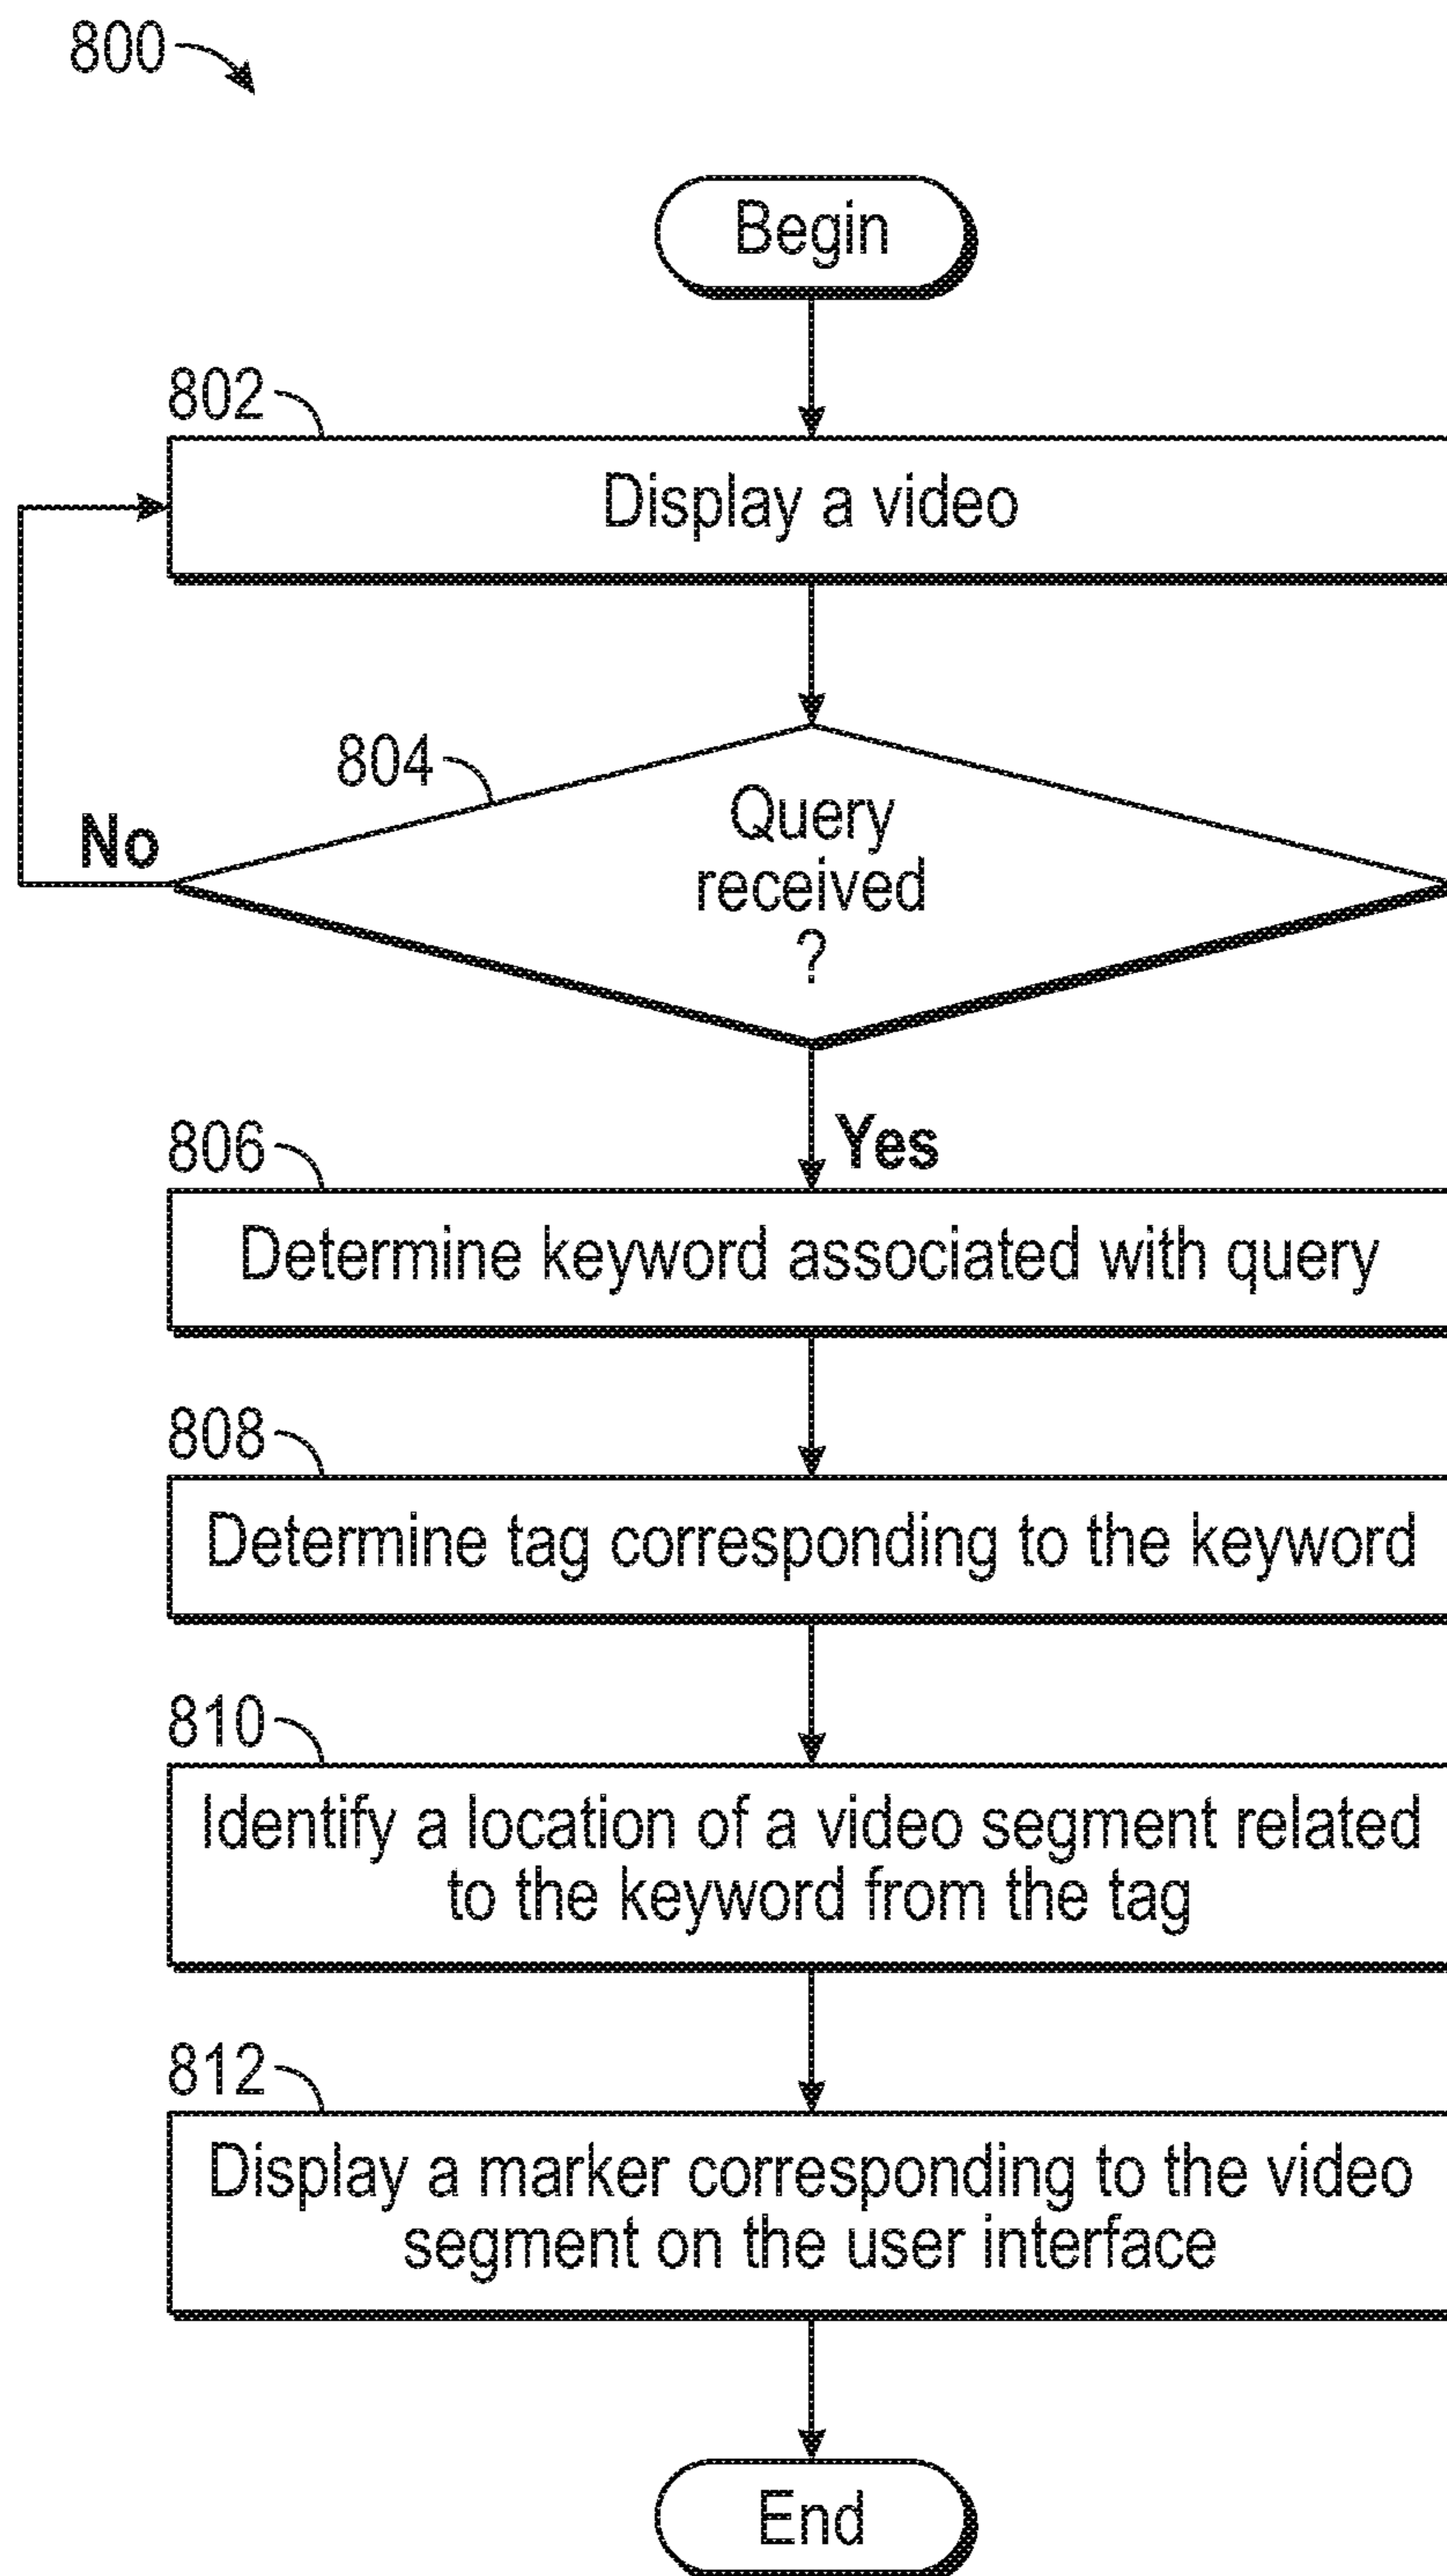 800
Begin
802
Display a video
804
Query
received
?
No
Yes
806
Determine keyword associated with query
808
Determine tag corresponding to the keyword
810
Identify a location of a video segment related
to the keyword from the tag
812
Display a marker corresponding to the video
segment on the user interface
End